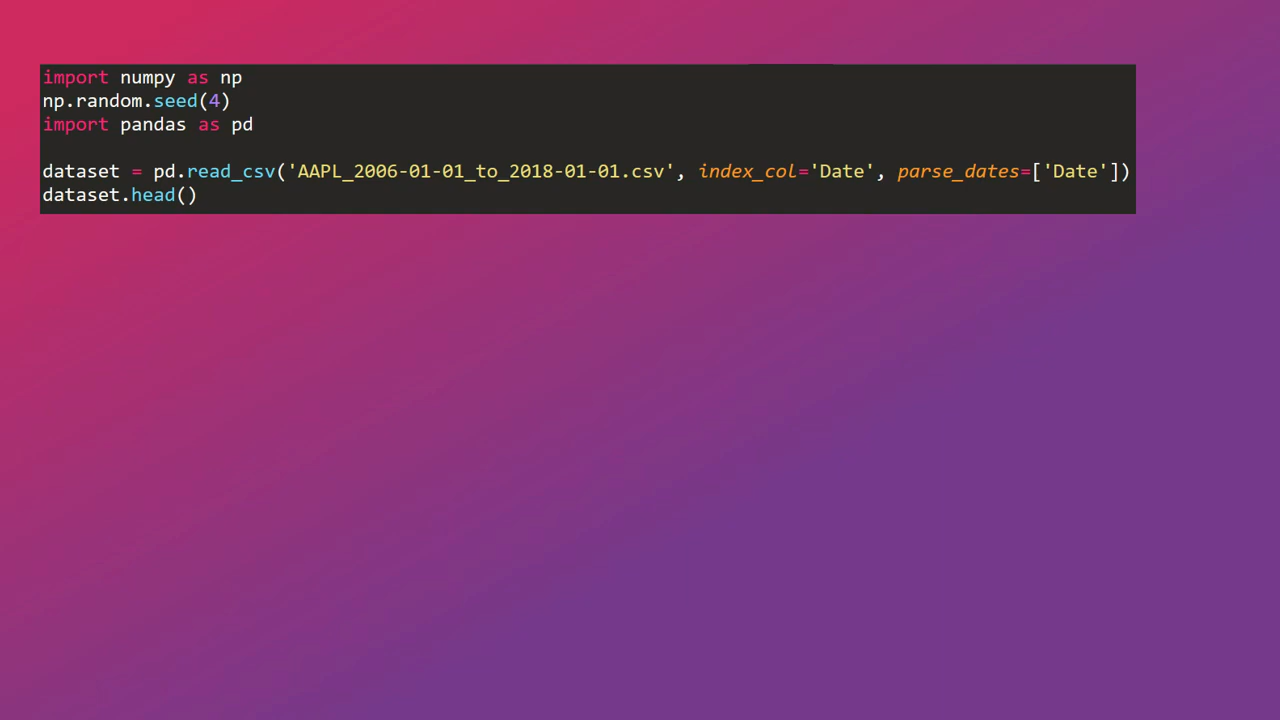 import numpy as np
np.random.seed(4)
import pandas as pd
dataset = pd.read_csv('AAPL_2006-01-01_to_2018-01-01.csv', index_col='Date', parse_dates=['Date'])
dataset.head()